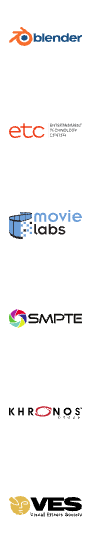 blender
etc
ENTERTAINMENT
TECHNOLOGY
CENTER
movie
labs
SMPTE
KHRONOS
GROUP
VES
Visual Effects Society